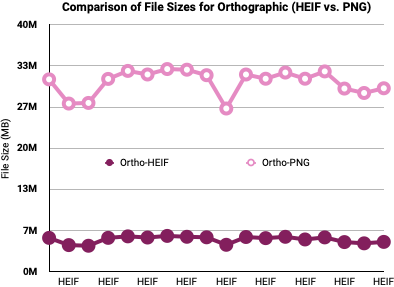 Comparison of File Sizes for Orthographic (HEIF vs. PNG)
40M
33M
27M
20M
13M
7M
0M
File Size (MB)
Ortho-HEIF
Ortho-PNG
HEIF HEIF HEIF HEIF HEIF HEIF HEIF HEIF HEIF